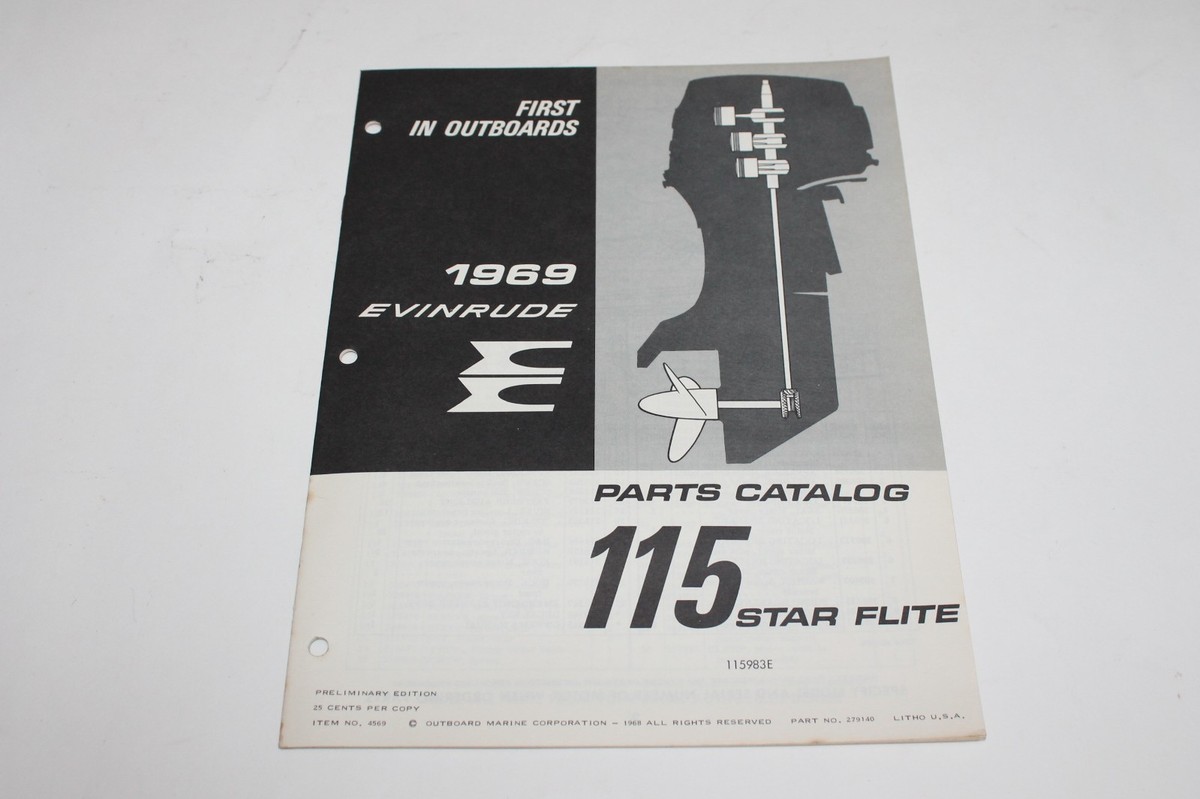 FIRST
IN OUTBOARDS
1969
EVINRUDE
PARTS CATALOG
115 STAR FLITE
115983E
PRELIMINARY EDITION
25 CENTS PER COPY
ITEM NO. 4569 © OUTBOARD MARINE CORPORATION – 1968 ALL RIGHTS RESERVED PART NO. 279140 LITHO U.S.A.